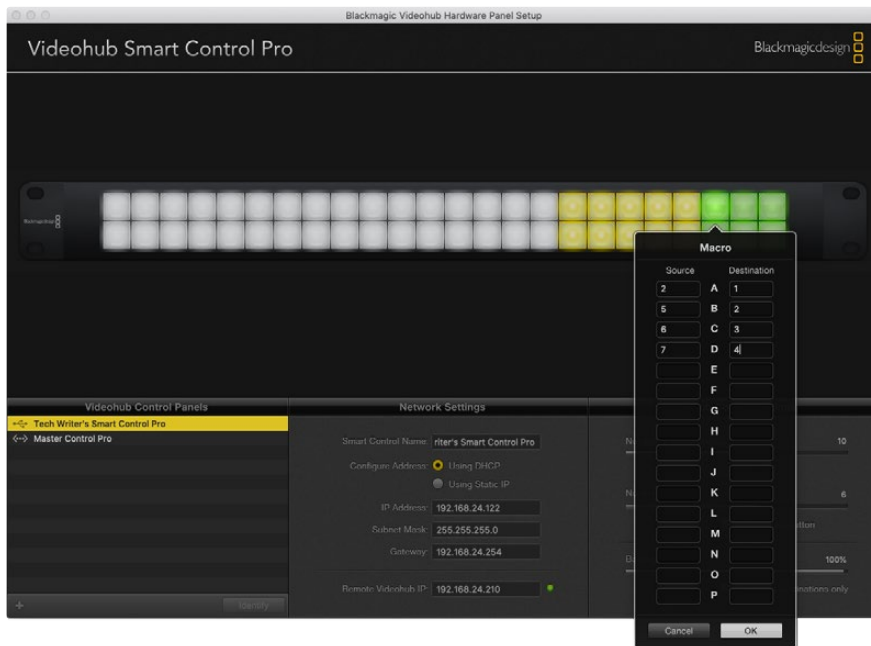 Blackmagic Videohub Hardware Panel Setup
Videohub Smart Control Pro
Blackmagicdesign
Macro
Source Destination
2 A 1
5 B 2
6 C 3
7 D 4
E
F
G
H
I
J
K
L
M
N
O
P
Cancel OK
Videohub Control Panels
Tech Writer's Smart Control Pro
Master Control Pro
Identify
Network Settings
Smart Control Name: riter's Smart Control Pro
Configure Address: Using DHCP
Using Static IP
IP Address: 192.168.24.122
Subnet Mask: 255.255.255.0
Gateway: 192.168.24.254
Remote Videohub IP: 192.168.24.210
10
6
100%
only